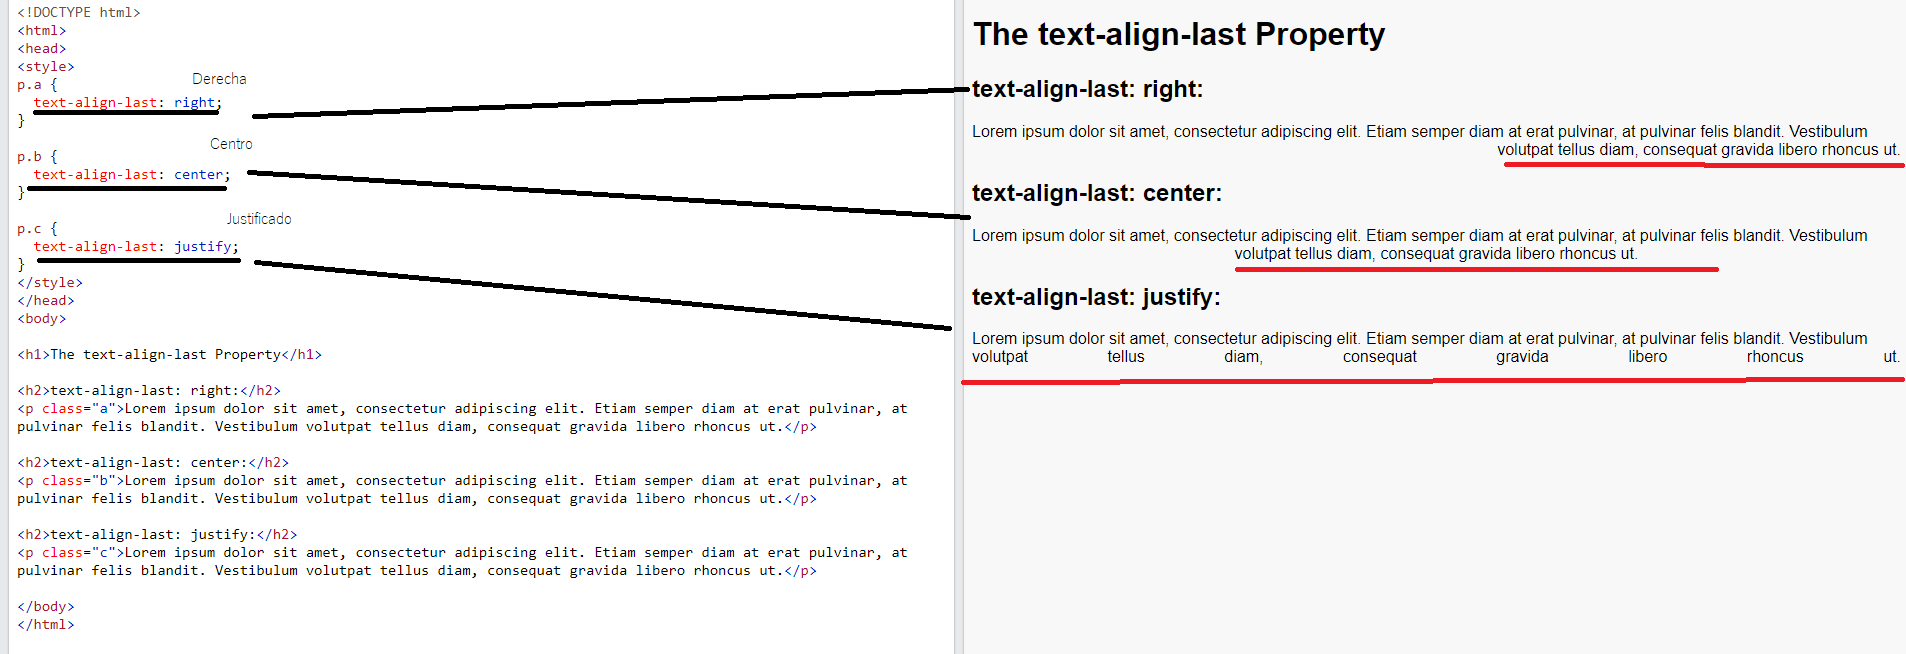 <!DOCTYPE html>
<html>
<head>
<style>
Derecha
p.a {
  text-align-last: right;
}
Centro
p.b {
  text-align-last: center;
}
Justificado
p.c {
  text-align-last: justify;
}
</style>
</head>
<body>
<h1>The text-align-last Property</h1>
<h2>text-align-last: right:</h2>
<p class="a">Lorem ipsum dolor sit amet, consectetur adipiscing elit. Etiam semper diam at erat pulvinar, at
pulvinar felis blandit. Vestibulum volutpat tellus diam, consequat gravida libero rhoncus ut.</p>
<h2>text-align-last: center:</h2>
<p class="b">Lorem ipsum dolor sit amet, consectetur adipiscing elit. Etiam semper diam at erat pulvinar, at
pulvinar felis blandit. Vestibulum volutpat tellus diam, consequat gravida libero rhoncus ut.</p>
<h2>text-align-last: justify:</h2>
<p class="c">Lorem ipsum dolor sit amet, consectetur adipiscing elit. Etiam semper diam at erat pulvinar, at
pulvinar felis blandit. Vestibulum volutpat tellus diam, consequat gravida libero rhoncus ut.</p>
</body>
</html>
The text-align-last Property
text-align-last: right:
Lorem ipsum dolor sit amet, consectetur adipiscing elit. Etiam semper diam at erat pulvinar, at pulvinar felis blandit. Vestibulum
volutpat tellus diam, consequat gravida libero rhoncus ut.
text-align-last: center:
Lorem ipsum dolor sit amet, consectetur adipiscing elit. Etiam semper diam at erat pulvinar, at pulvinar felis blandit. Vestibulum
volutpat tellus diam, consequat gravida libero rhoncus ut.
text-align-last: justify:
Lorem ipsum dolor sit amet, consectetur adipiscing elit. Etiam semper diam at erat pulvinar, at pulvinar felis blandit. Vestibulum
volutpat tellus diam, consequat gravida libero rhoncus ut.